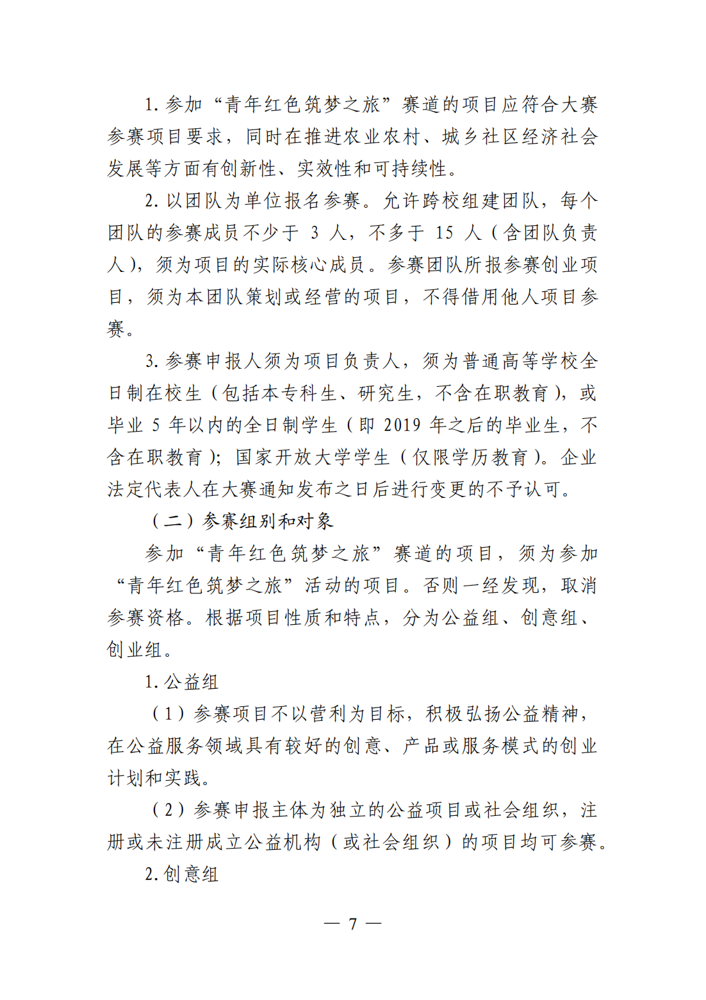 1. 参加“青年红色筑梦之旅”赛道的项目应符合大赛
参赛项目要求，同时在推进农业农村、城乡社区经济社会
发展等方面有创新性、实效性和可持续性。
2. 以团队为单位报名参赛。允许跨校组建团队，每个
团队的参赛成员不少于 3 人，不多于 15 人（含团队负责
人），须为项目的实际核心成员。参赛团队所报参赛创业项
目，须为本团队策划或经营的项目，不得借用他人项目参
赛。
3. 参赛申报人须为项目负责人，须为普通高等学校全
日制在校生（包括本专科生、研究生，不含在职教育），或
毕业 5 年以内的全日制学生（即 2019 年之后的毕业生，不
含在职教育）；国家开放大学学生（仅限学历教育）。企业
法定代表人在大赛通知发布之日后进行变更的不予认可。
（二）参赛组别和对象
参加“青年红色筑梦之旅”赛道的项目，须为参加
“青年红色筑梦之旅”活动的项目。否则一经发现，取消
参赛资格。根据项目性质和特点，分为公益组、创意组、
创业组。
1. 公益组
（1）参赛项目不以营利为目标，积极弘扬公益精神，
在公益服务领域具有较好的创意、产品或服务模式的创业
计划和实践。
（2）参赛申报主体为独立的公益项目或社会组织，注
册或未注册成立公益机构（或社会组织）的项目均可参赛。
2. 创意组
— 7 —